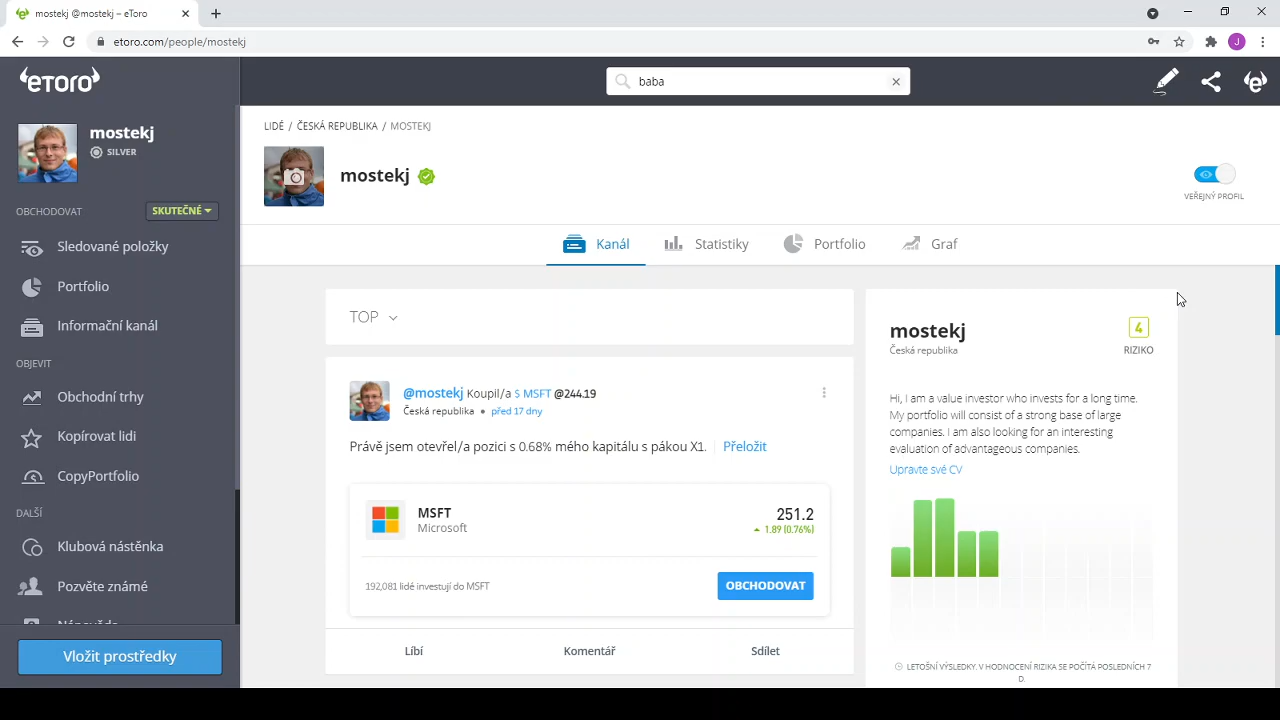 mostekj @mostekj – eToro
etoro.com/people/mostekj
J
eToro
baba
mostekj
SILVER
OBCHODOVAT
SKUTEČNÉ
Sledované položky
Portfolio
Informační kanál
OBJEVIT
Obchodní trhy
Kopírovat lidi
CopyPortfolio
DALŠÍ
Klubová nástěnka
Pozvěte známé
Nápověda
Vložit prostředky
LIDÉ / ČESKÁ REPUBLIKA / MOSTEKJ
mostekj
VEŘEJNÝ PROFIL
Kanál
Statistiky
Portfolio
Graf
TOP
@mostekj Koupil/a $ MSFT @244.19
Česká republika • před 17 dny
Právě jsem otevřel/a pozici s 0.68% mého kapitálu s pákou X1. Přeložit
MSFT
Microsoft
251.2
1.89 (0.76%)
192,081 lidé investují do MSFT
OBCHODOVAT
Líbí
Komentář
Sdílet
mostekj
Česká republika
4
RIZIKO
Hi, I am a value investor who invests for a long time.
My portfolio will consist of a strong base of large
companies. I am also looking for an interesting
evaluation of advantageous companies.
Upravte své CV
LETOŠNÍ VÝSLEDKY. V HODNOCENÍ RIZIKA SE POČÍTÁ POSLEDNÍCH 7
D.